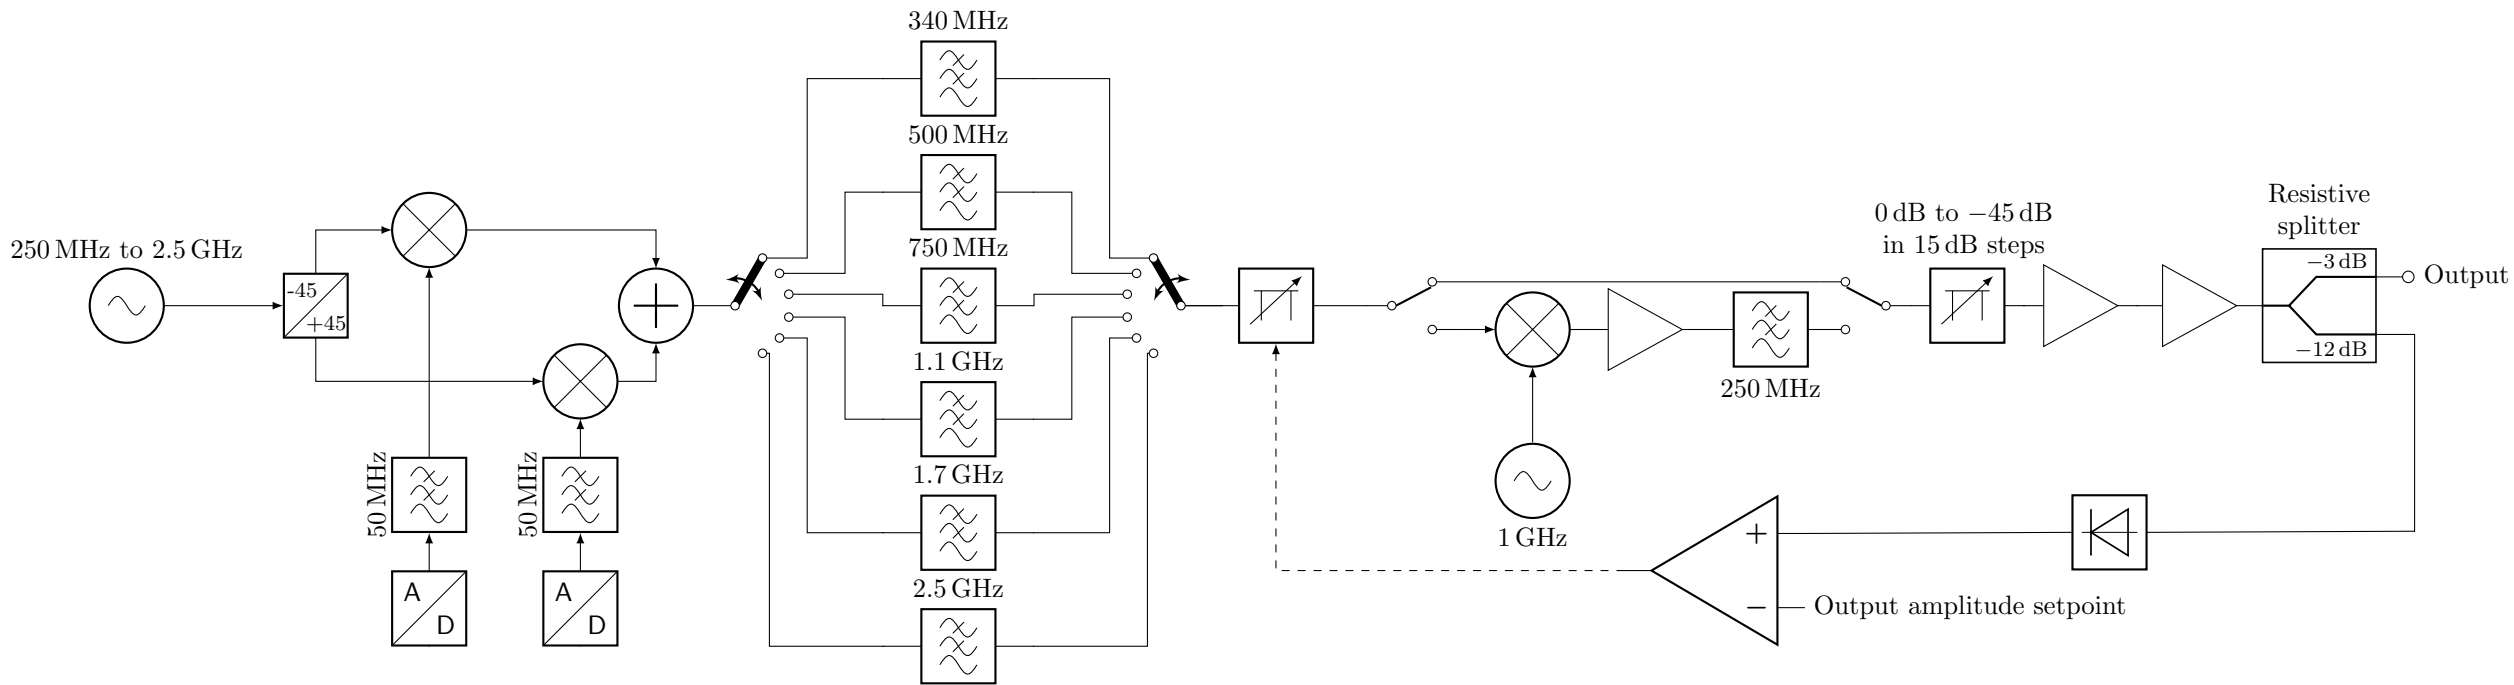 340 MHz
500 MHz
750 MHz
1.1 GHz
1.7 GHz
2.5 GHz
250 MHz to 2.5 GHz
-45
+45
50 MHz
50 MHz
A
D
A
D
250 MHz
1 GHz
0 dB to −45 dB
in 15 dB steps
Resistive
splitter
−3 dB
−12 dB
Output
+
−
Output amplitude setpoint